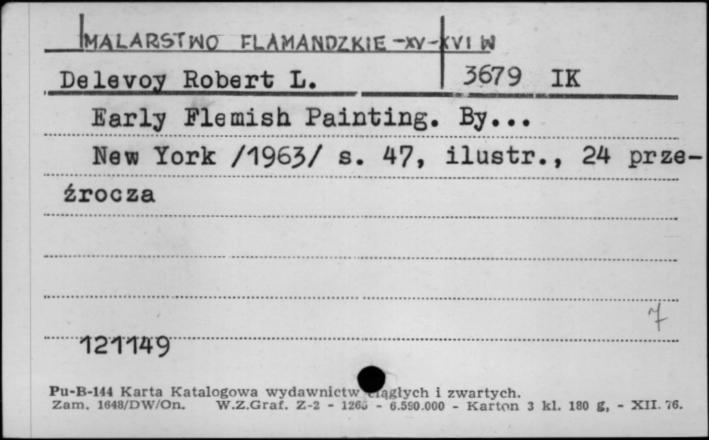 MALARSTWO FLAMANDZKIE -XV-XVI W
Delevoy Robert L. 3679 IK
Early Flemish Painting. By...
New York /1963/ s. 47, ilustr., 24 prze-
źrocza
7
121149
Pu-B-144 Karta Katalogowa wydawnictw ciągłych i zwartych.
Zam. 1648/DW/On. W.Z.Graf. Z-2 - - 6.590.000 - Karton 3 kl. 180 g, - XII. 76.